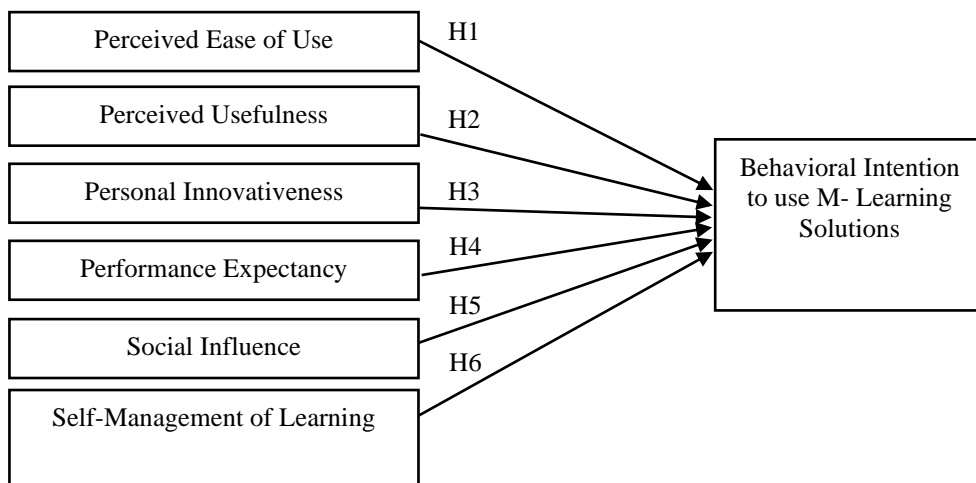 Perceived Ease of Use
H1
Perceived Usefulness
H2
Personal Innovativeness
H3
Performance Expectancy
H4
Social Influence
H5
Self-Management of Learning
H6
Behavioral Intention
to use M- Learning
Solutions